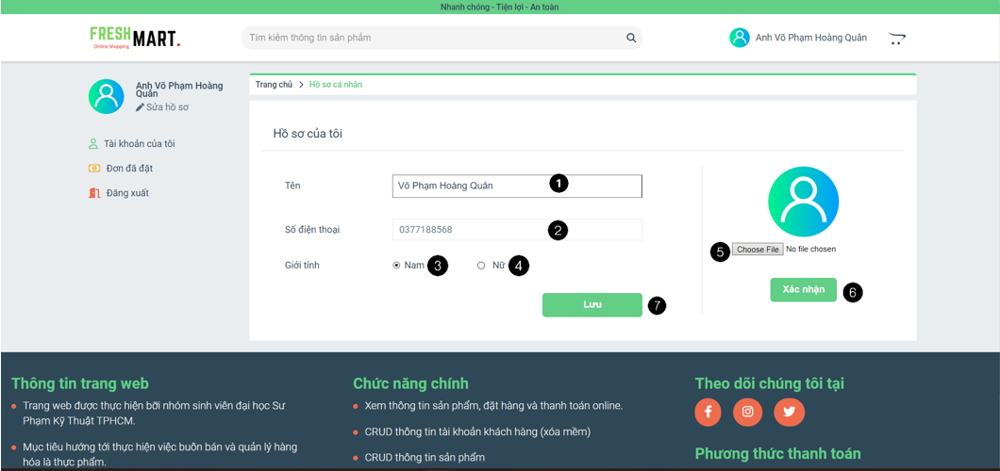 Nhanh chóng - Tiện lợi - An toàn
FRESH MART.
Online Shopping
Tìm kiếm thông tin sản phẩm
Anh Võ Phạm Hoàng Quân
Anh Võ Phạm Hoàng
Quân
Sửa hồ sơ
Tài khoản của tôi
Đơn đã đặt
Đăng xuất
Trang chủ > Hồ sơ cá nhân
Hồ sơ của tôi
Tên
Võ Phạm Hoàng Quân 1
Số điện thoại
0377188568 2
Giới tính
Nam 3 Nữ 4
Lưu 7
5 Choose File No file chosen
Xác nhận 6
Thông tin trang web
Trang web được thực hiện bỡi nhóm sinh viên đại học Sư
Phạm Kỹ Thuật TPHCM.
Mục tiêu hướng tới thực hiện việc buôn bán và quản lý hàng
hóa là thực phẩm.
Chức năng chính
Xem thông tin sản phẩm, đặt hàng và thanh toán online.
CRUD thông tin tài khoản khách hàng (xóa mềm)
CRUD thông tin sản phẩm
Theo dõi chúng tôi tại
Phương thức thanh toán